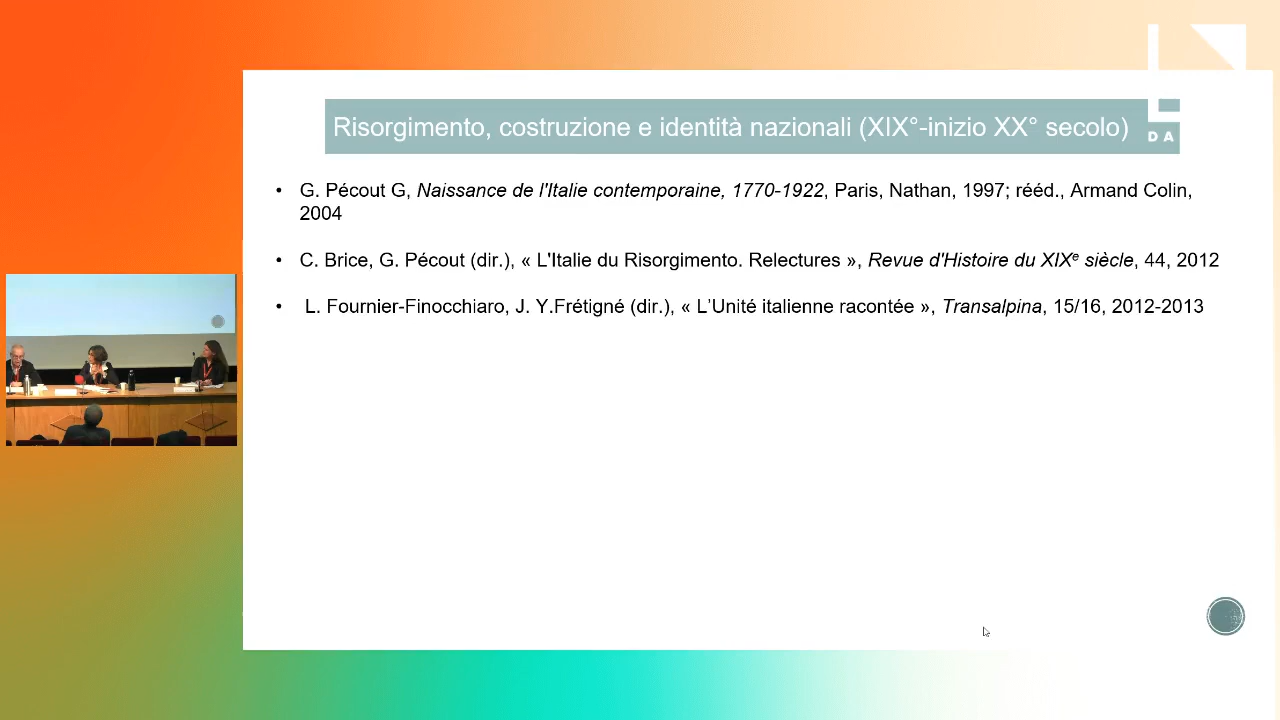 Risorgimento, costruzione e identità nazionali (XIX°-inizio XX° secolo)
DA
• G. Pécout G, Naissance de l'Italie contemporaine, 1770-1922, Paris, Nathan, 1997; rééd., Armand Colin,
2004
• C. Brice, G. Pécout (dir.), « L'Italie du Risorgimento. Relectures », Revue d'Histoire du XIXᵉ siècle, 44, 2012
• L. Fournier-Finocchiaro, J. Y.Frétigné (dir.), « L’Unité italienne racontée », Transalpina, 15/16, 2012-2013